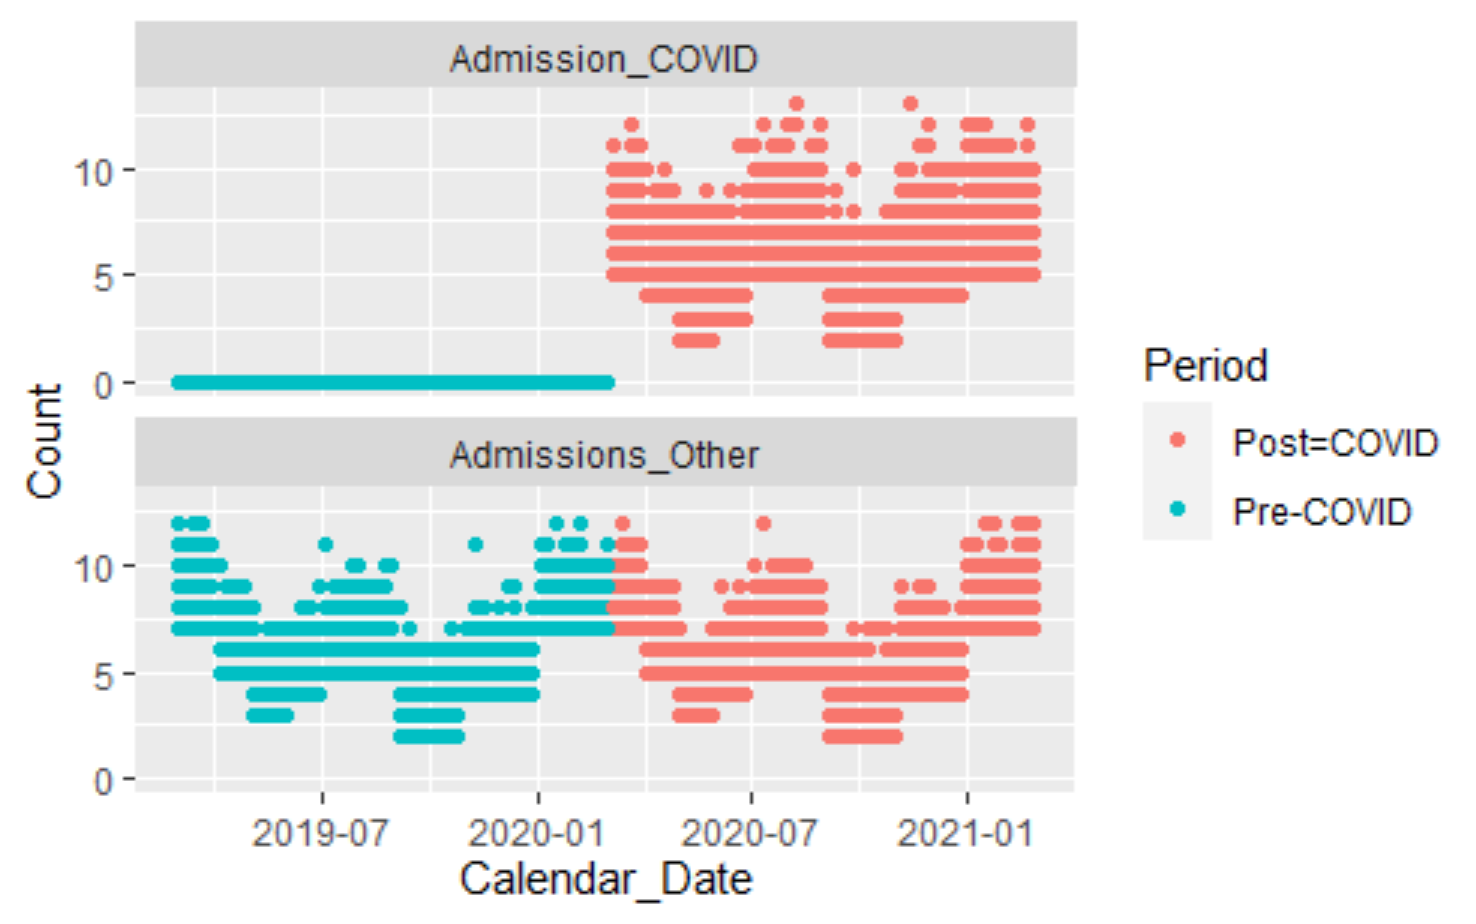 Admission_COVID
10
5
0
Admissions_Other
10
5
0
Count
2019-07 2020-01 2020-07 2021-01
Calendar_Date
Period
Post=COVID
Pre-COVID